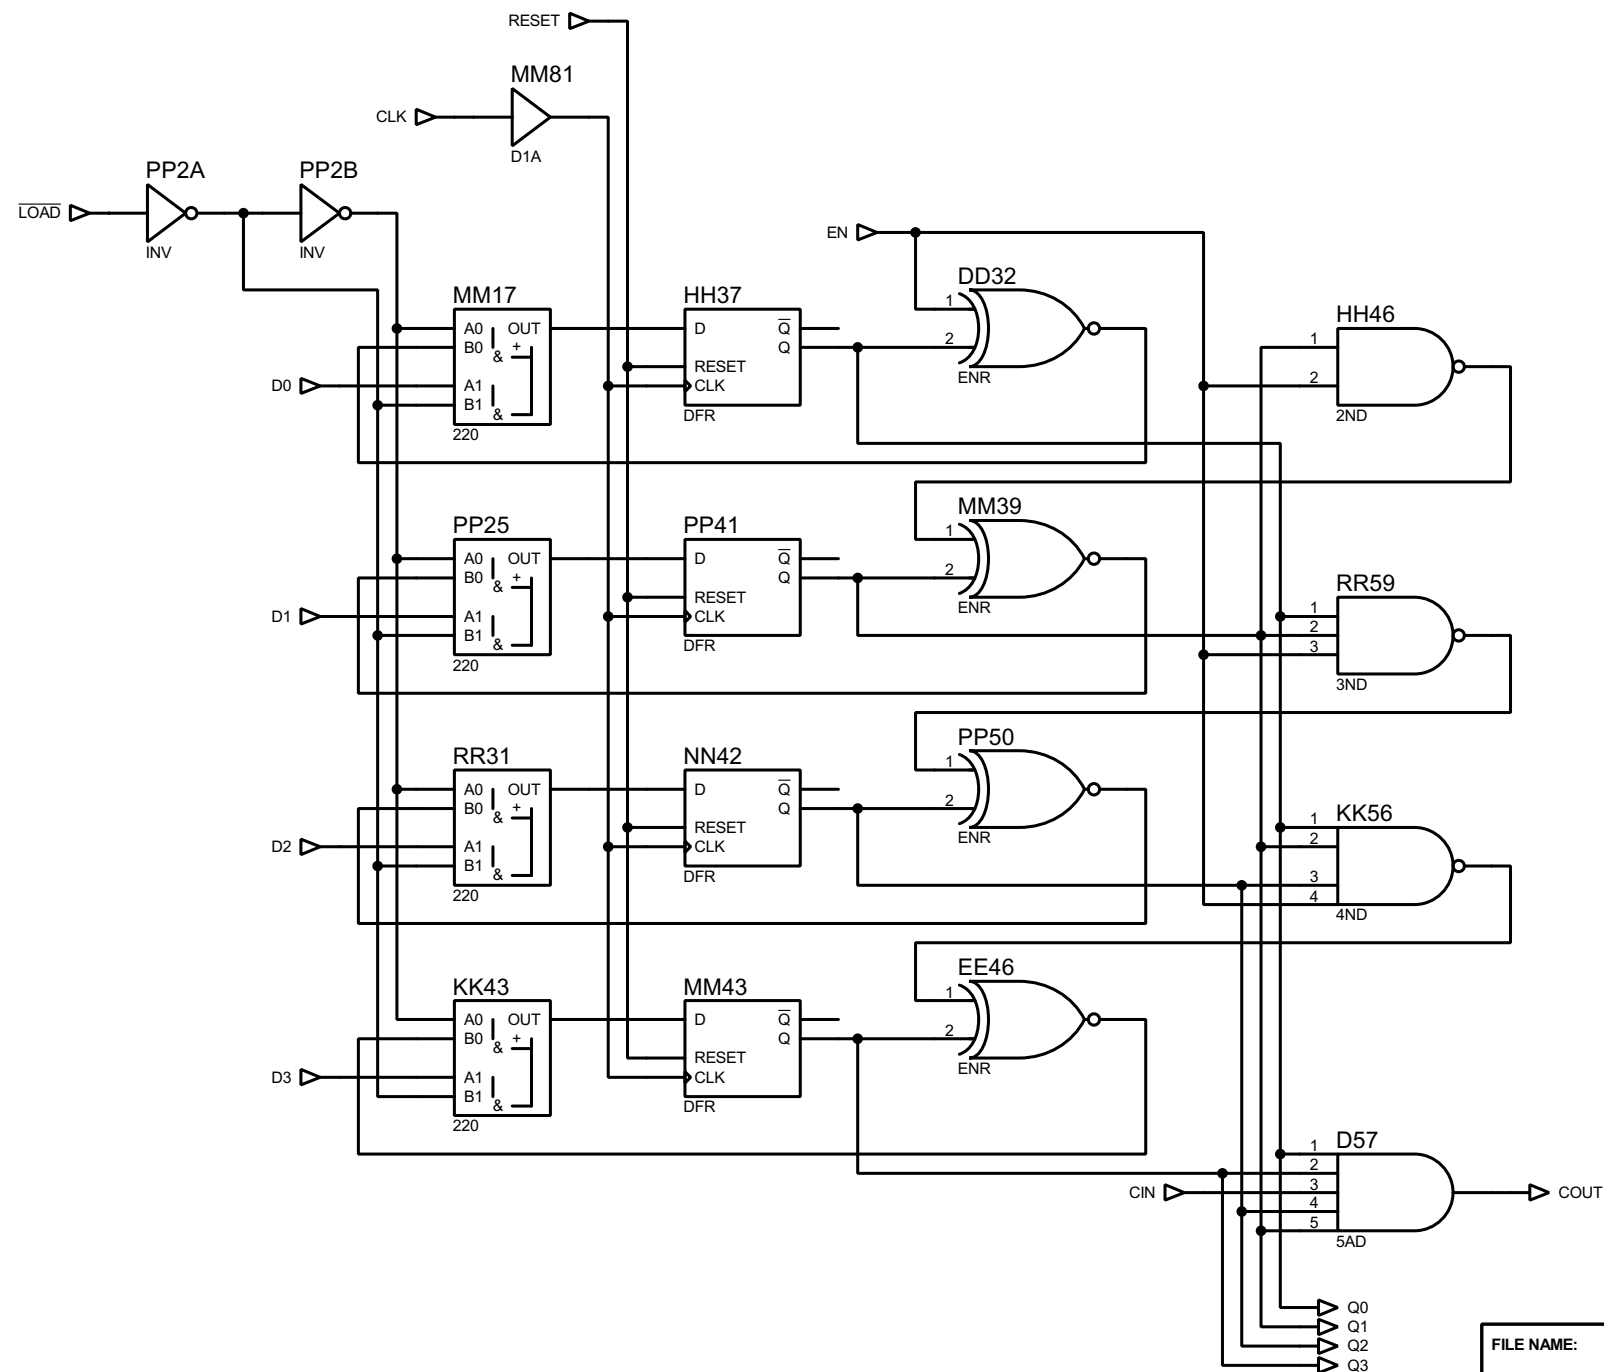 RESET
MM81
CLK
D1A
PP2A
PP2B
LOAD
INV
INV
EN
DD32
1
2
ENR
MM17
A0 OUT
B0 +
&
A1
B1
&
220
D0
HH37
D Q
Q
RESET
CLK
DFR
HH46
1
2
2ND
PP25
A0 OUT
B0 +
&
A1
B1
&
220
D1
PP41
D Q
Q
RESET
CLK
DFR
MM39
1
2
ENR
RR59
1
2
3
3ND
RR31
A0 OUT
B0 +
&
A1
B1
&
220
D2
NN42
D Q
Q
RESET
CLK
DFR
PP50
1
2
ENR
KK56
1
2
3
4
4ND
KK43
A0 OUT
B0 +
&
A1
B1
&
220
D3
MM43
D Q
Q
RESET
CLK
DFR
EE46
1
2
ENR
D57
1
2
3
4
5
5AD
CIN
COUT
Q0
Q1
Q2
Q3
FILE NAME: